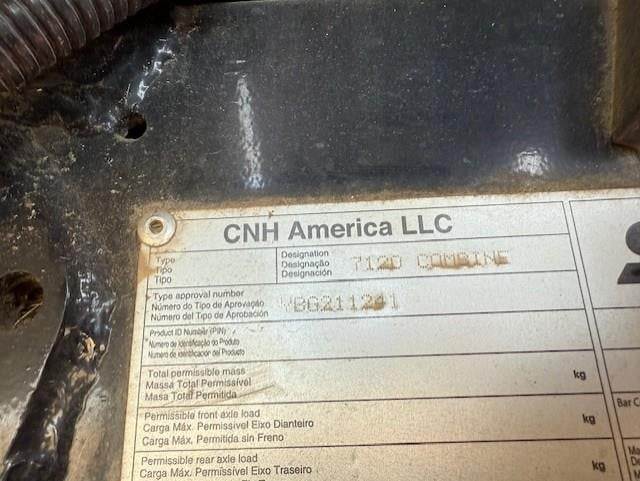 CNH America LLC
Type
Tipo
Tipo
Designation
Designação
Designación
7120 COMBINE
Type approval number
Número do Tipo de Aprovação
Número del Tipo de Aprobación
Product ID Number (PIN)
Número de Identificação do Produto
Numero de identificacion del Producto
Total permissible mass
Massa Total Permissível
Masa Total Permitida
kg
Permissible front axle load
Carga Máx. Permissível Eixo Dianteiro
Carga Máx. Permitida sin Freno
kg
Permissible rear axle load
Carga Máx. Permissível Eixo Traseiro
kg
Bar C